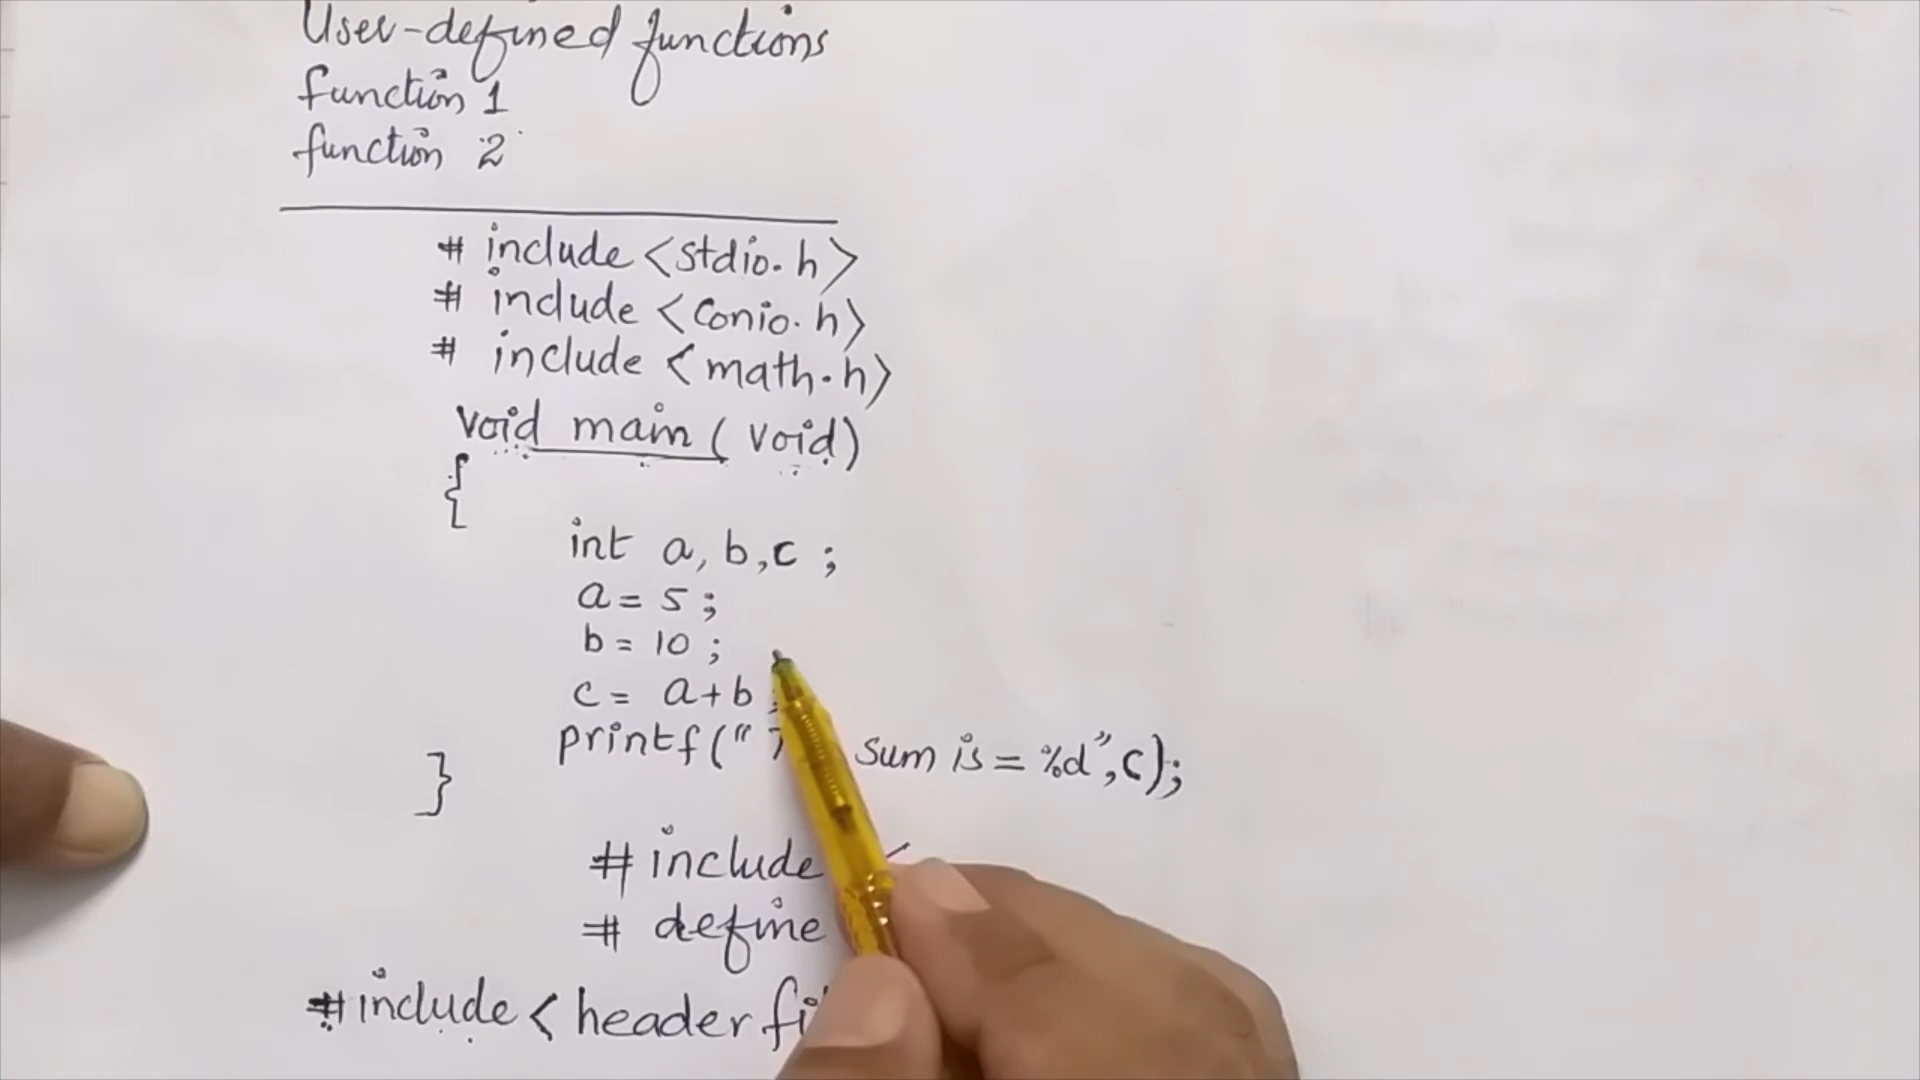 User-defined functions
function 1
function 2
# include <stdio.h>
# include <conio.h>
# include <math.h>
void main (void)
{
int a, b, c ;
a = 5 ;
b = 10 ;
c = a+b ;
printf(" sum is = %d", c);
}
# include <
# define
#include < header